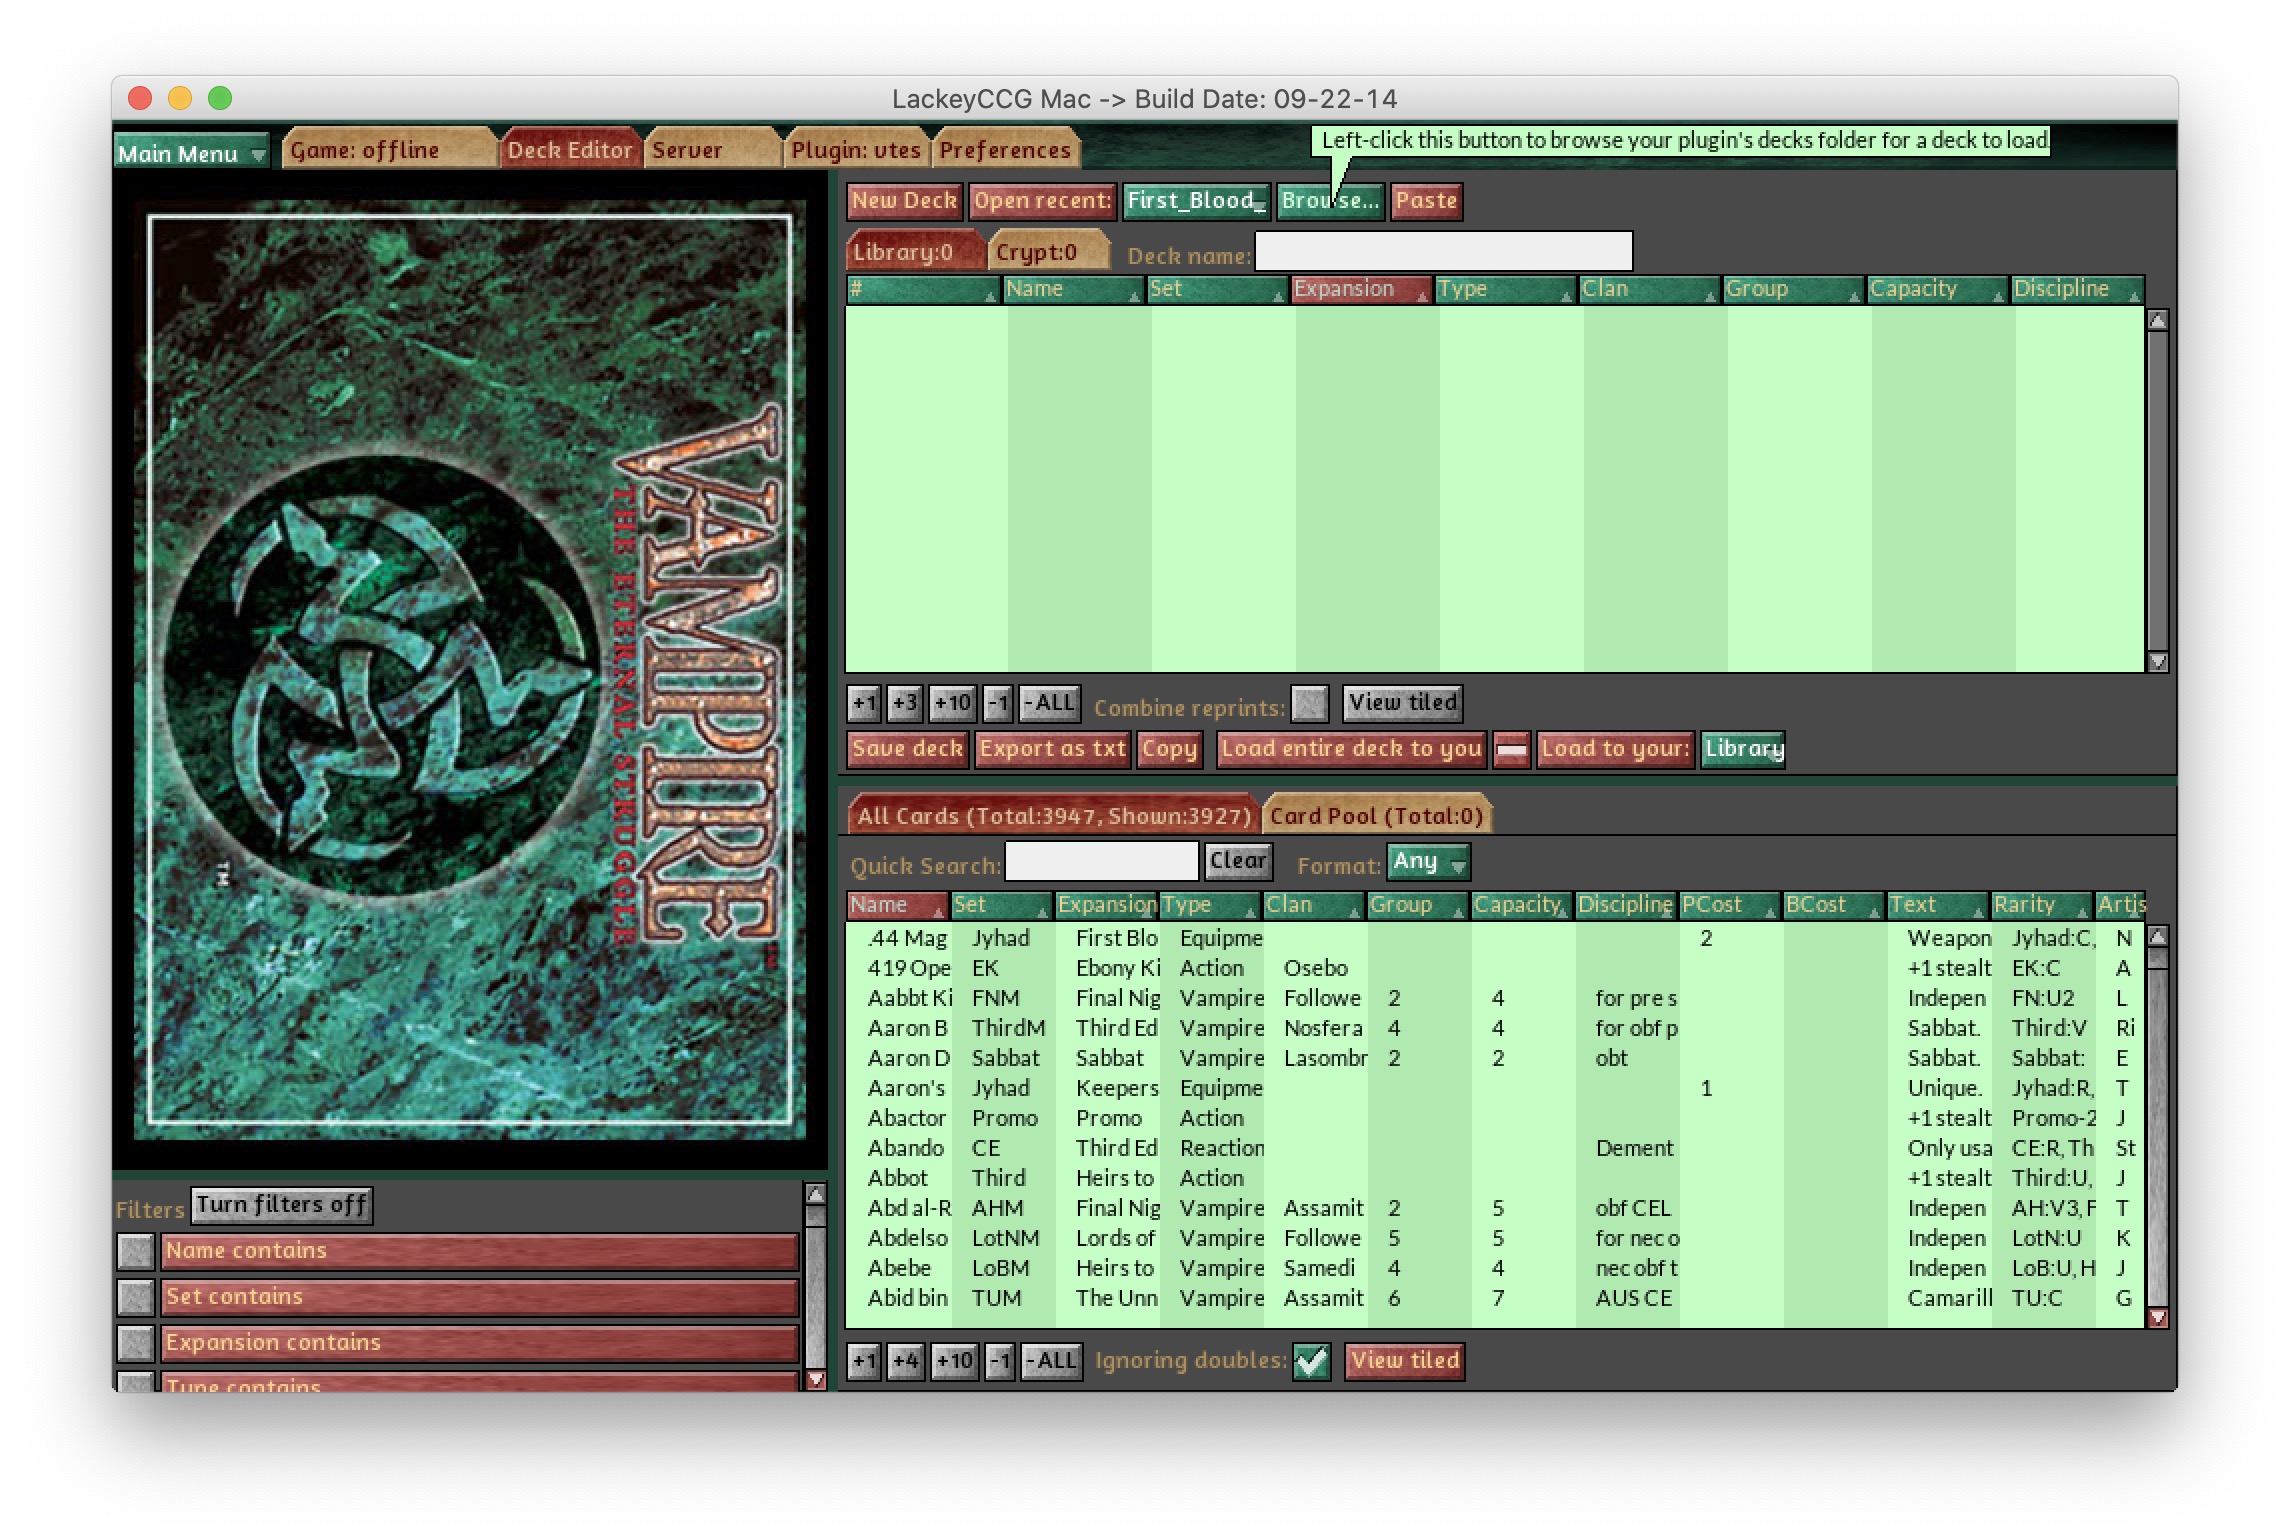 LackeyCCG Mac -> Build Date: 09-22-14
Main Menu
Game: offline
Deck Editor
Server
Plugin: vtes
Preferences
Left-click this button to browse your plugin's decks folder for a deck to load.
New Deck
Open recent:
First_Blood_
Browse...
Paste
Library:0
Crypt:0
Deck name:
# Name Set Expansion Type Clan Group Capacity Discipline
VAMPIRE
THE ETERNAL STRUGGLE
TM
+1 +3 +10 -1 -ALL Combine reprints: View tiled
Save deck Export as txt Copy Load entire deck to you Load to your: Library
All Cards (Total:3947, Shown:3927) Card Pool (Total:0)
Quick Search: Clear Format: Any
Name Set Expansion Type Clan Group Capacity Discipline PCost BCost Text Rarity Artis
.44 Mag Jyhad First Blo Equipme 2 Weapon Jyhad:C, N
419 Ope EK Ebony Ki Action Osebo +1 stealt EK:C A
Aabbt Ki FNM Final Nig Vampire Followe 2 4 for pre s Indepen FN:U2 L
Aaron B ThirdM Third Ed Vampire Nosfera 4 4 for obf p Sabbat. Third:V Ri
Aaron D Sabbat Sabbat Vampire Lasombr 2 2 obt Sabbat. Sabbat: E
Aaron's Jyhad Keepers Equipme 1 Unique. Jyhad:R, T
Abactor Promo Promo Action +1 stealt Promo-2 J
Abando CE Third Ed Reaction Dement Only usa CE:R, Th St
Abbot Third Heirs to Action +1 stealt Third:U, J
Abd al-R AHM Final Nig Vampire Assamit 2 5 obf CEL Indepen AH:V3, F T
Abdelso LotNM Lords of Vampire Followe 5 5 for nec o Indepen LotN:U K
Abebe LoBM Heirs to Vampire Samedi 4 4 nec obf t Indepen LoB:U, H J
Abid bin TUM The Unn Vampire Assamit 6 7 AUS CE Camarill TU:C G
+1 +4 +10 -1 -ALL Ignoring doubles: View tiled
Filters Turn filters off
Name contains
Set contains
Expansion contains
Type contains